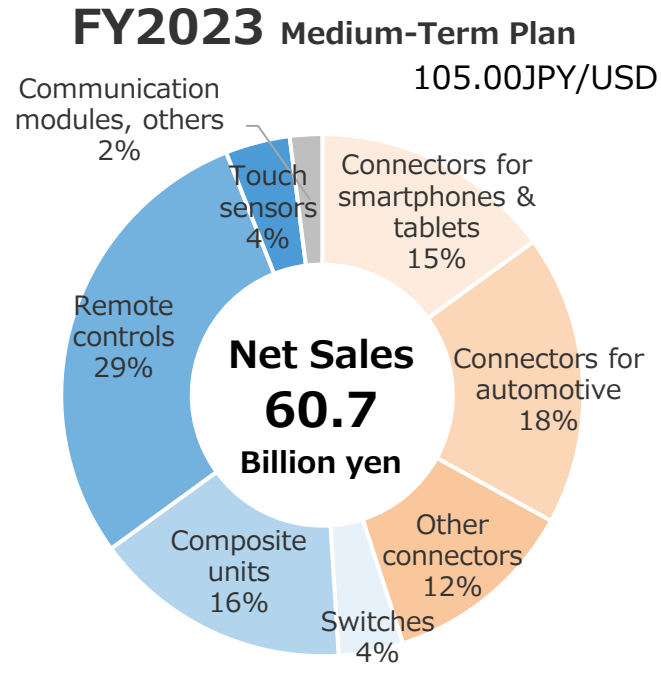 FY2023 Medium-Term Plan
105.00JPY/USD
Communication
modules, others
2%
Touch
sensors
4%
Connectors for
smartphones &
tablets
15%
Remote
controls
29%
Net Sales
60.7
Billion yen
Connectors for
automotive
18%
Other
connectors
12%
Composite
units
16%
Switches
4%